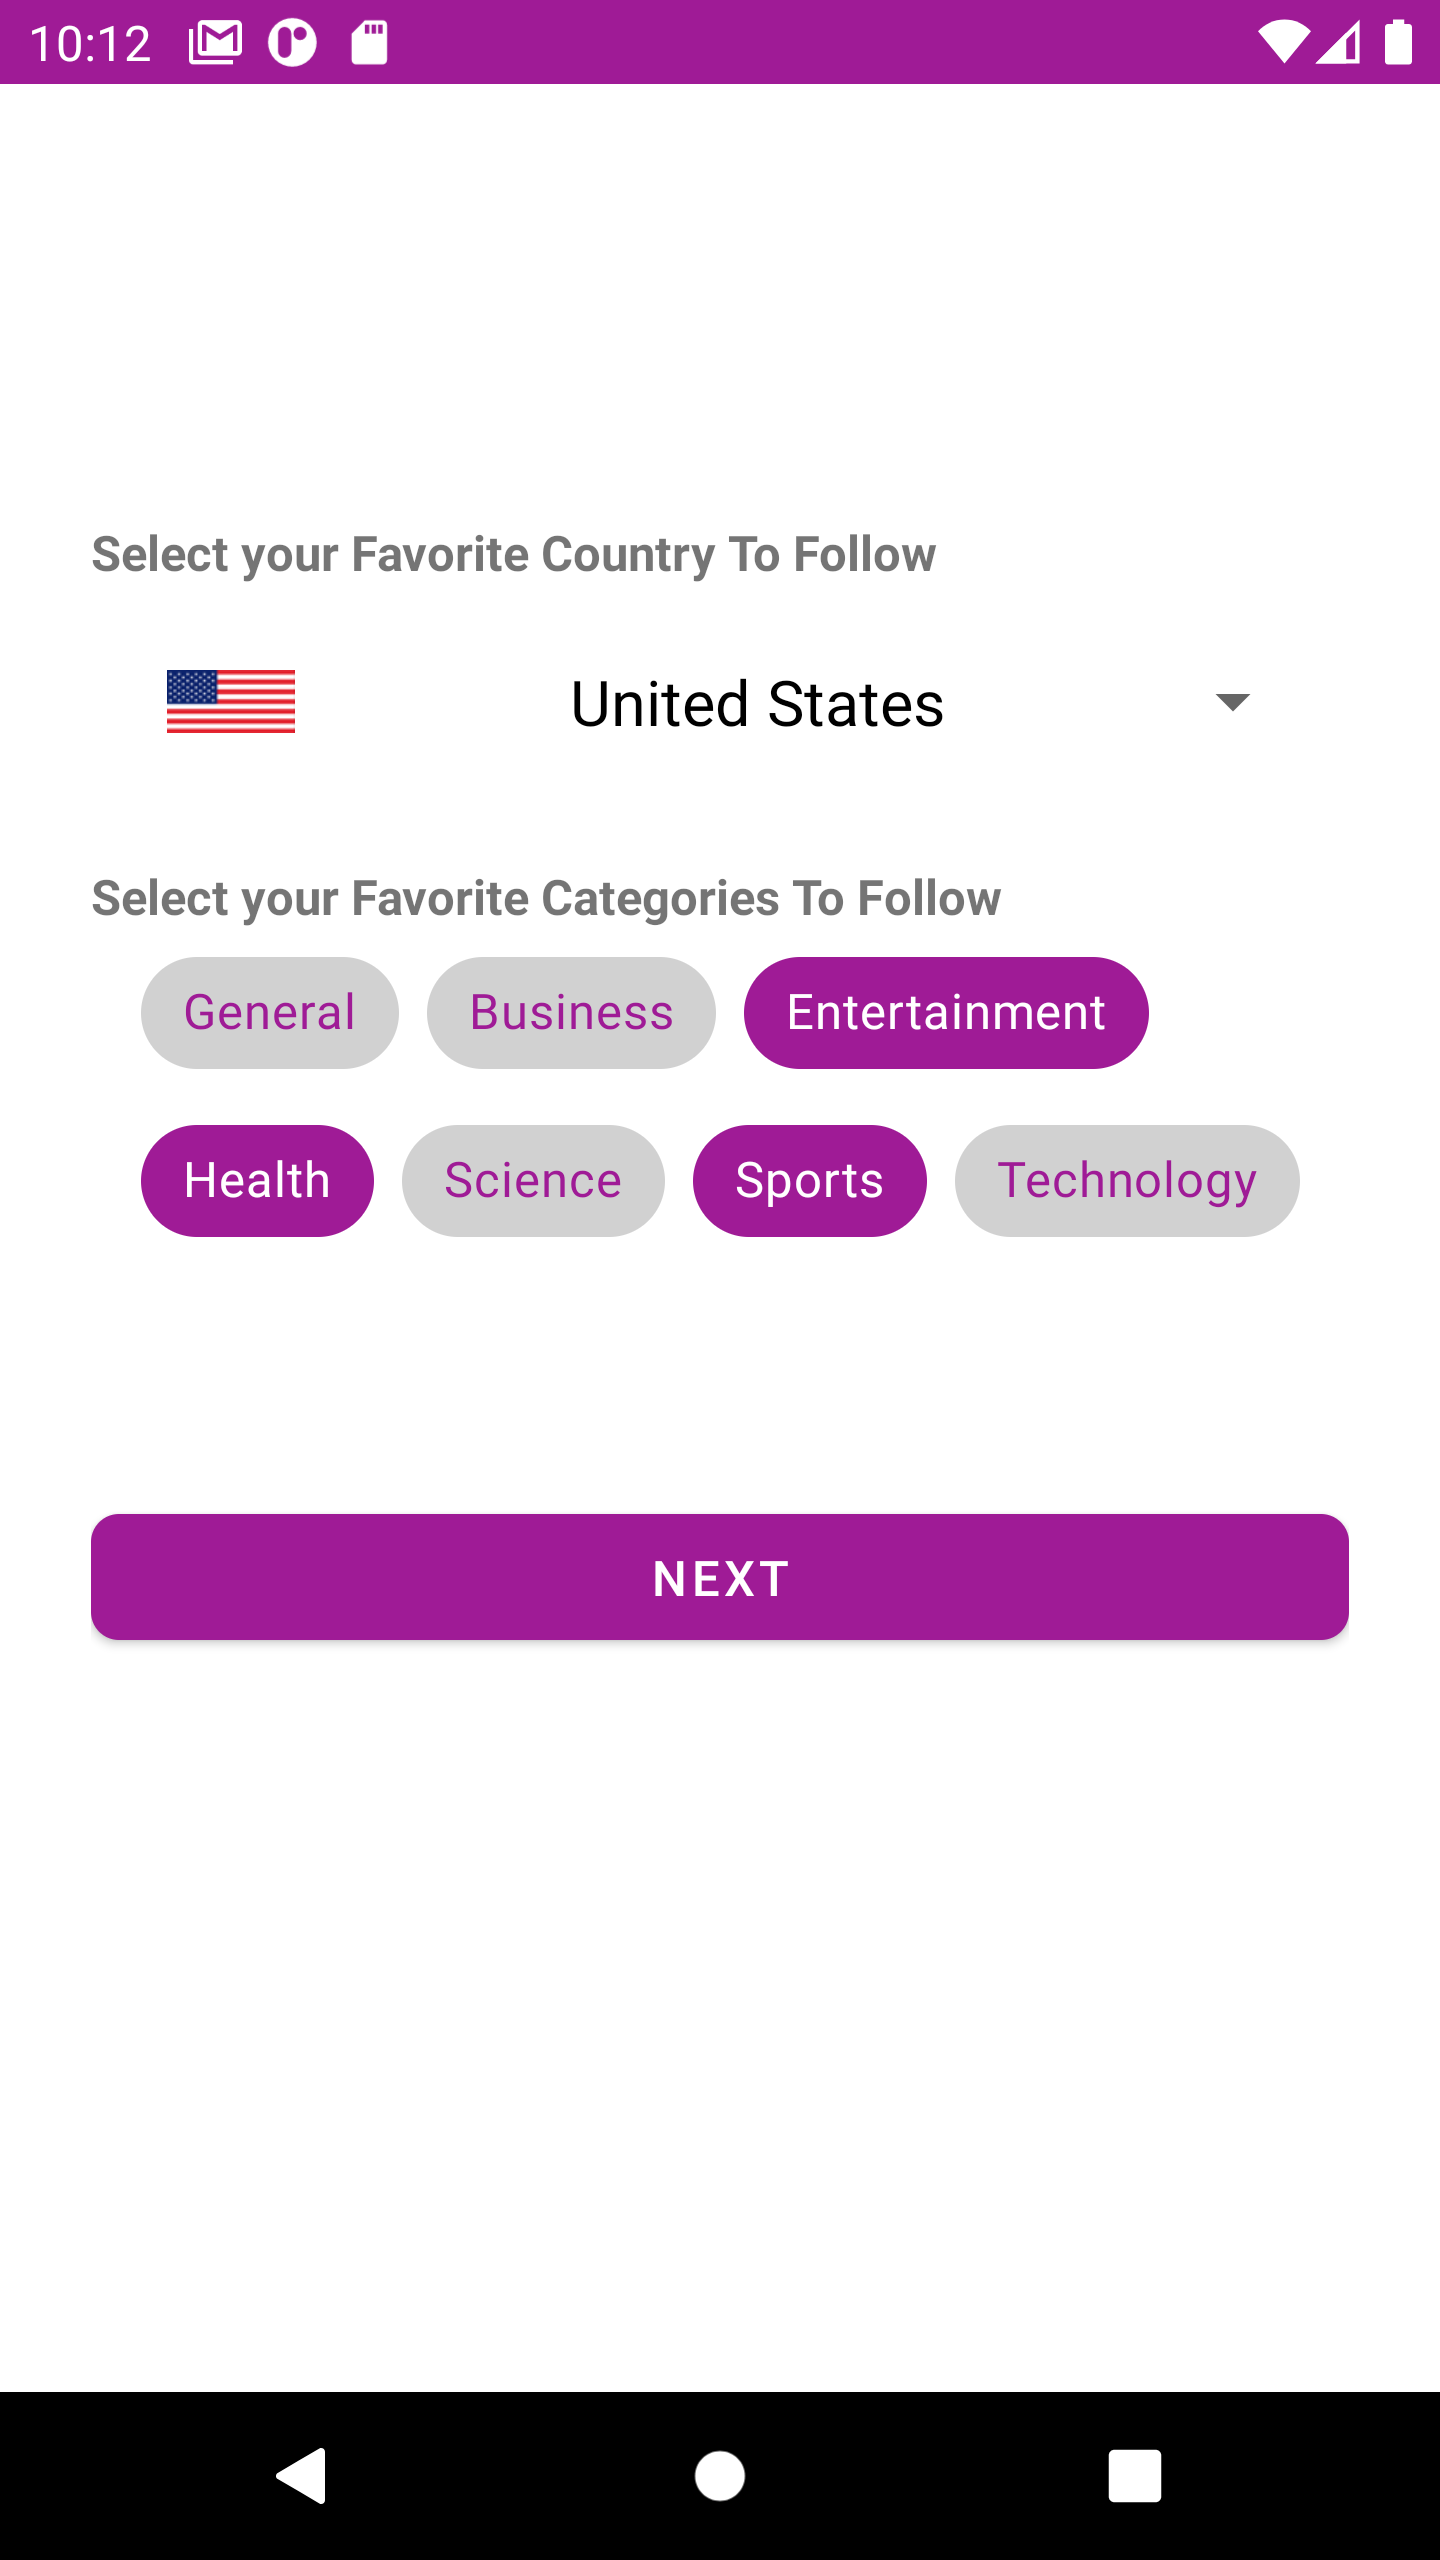 10:12
Select your Favorite Country To Follow
United States
Select your Favorite Categories To Follow
General Business Entertainment
Health Science Sports Technology
NEXT